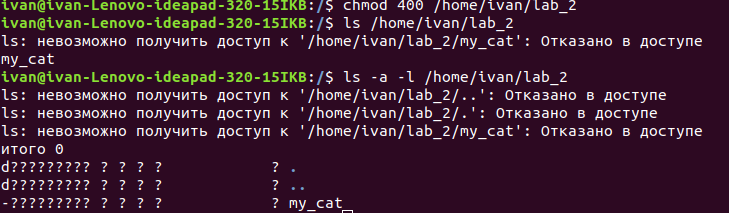 ivan@ivan-Lenovo-ideapad-320-15IKB:/$ chmod 400 /home/ivan/lab_2
ivan@ivan-Lenovo-ideapad-320-15IKB:/$ ls /home/ivan/lab_2
ls: невозможно получить доступ к '/home/ivan/lab_2/my_cat': Отказано в доступе
my_cat
ivan@ivan-Lenovo-ideapad-320-15IKB:/$ ls -a -l /home/ivan/lab_2
ls: невозможно получить доступ к '/home/ivan/lab_2/..': Отказано в доступе
ls: невозможно получить доступ к '/home/ivan/lab_2/.': Отказано в доступе
ls: невозможно получить доступ к '/home/ivan/lab_2/my_cat': Отказано в доступе
итого 0
d????????? ? ? ? ?            ? .
d????????? ? ? ? ?            ? ..
-????????? ? ? ? ?            ? my_cat